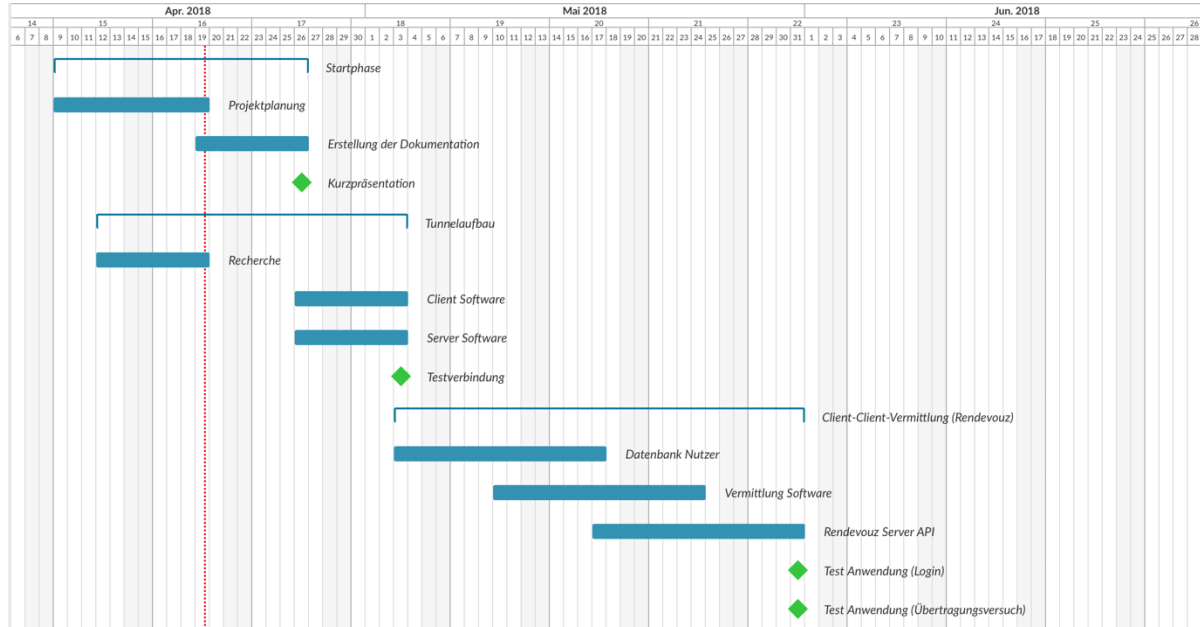 Apr. 2018 Mai 2018 Jun. 2018
14 15 16 17 18 19 20 21 22 23 24 25 26
6 7 8 9 10 11 12 13 14 15 16 17 18 19 20 21 22 23 24 25 26 27 28 29 30 1 2 3 4 5 6 7 8 9 10 11 12 13 14 15 16 17 18 19 20 21 22 23 24 25 26 27 28 29 30 31 1 2 3 4 5 6 7 8 9 10 11 12 13 14 15 16 17 18 19 20 21 22 23 24 25 26 27 28
Startphase
Projektplanung
Erstellung der Dokumentation
Kurzpräsentation
Tunnelaufbau
Recherche
Client Software
Server Software
Testverbindung
Client-Client-Vermittlung (Rendevouz)
Datenbank Nutzer
Vermittlung Software
Rendevouz Server API
Test Anwendung (Login)
Test Anwendung (Übertragungsversuch)